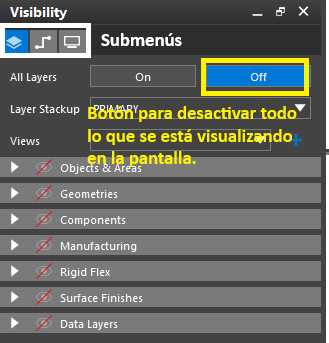 Visibility
Submenús
All Layers On Off
Layer Stackup PRIMARY
Botón para desactivar todo
lo que se está visualizando
en la pantalla.
Views
Objects & Areas
Geometries
Components
Manufacturing
Rigid Flex
Surface Finishes
Data Layers